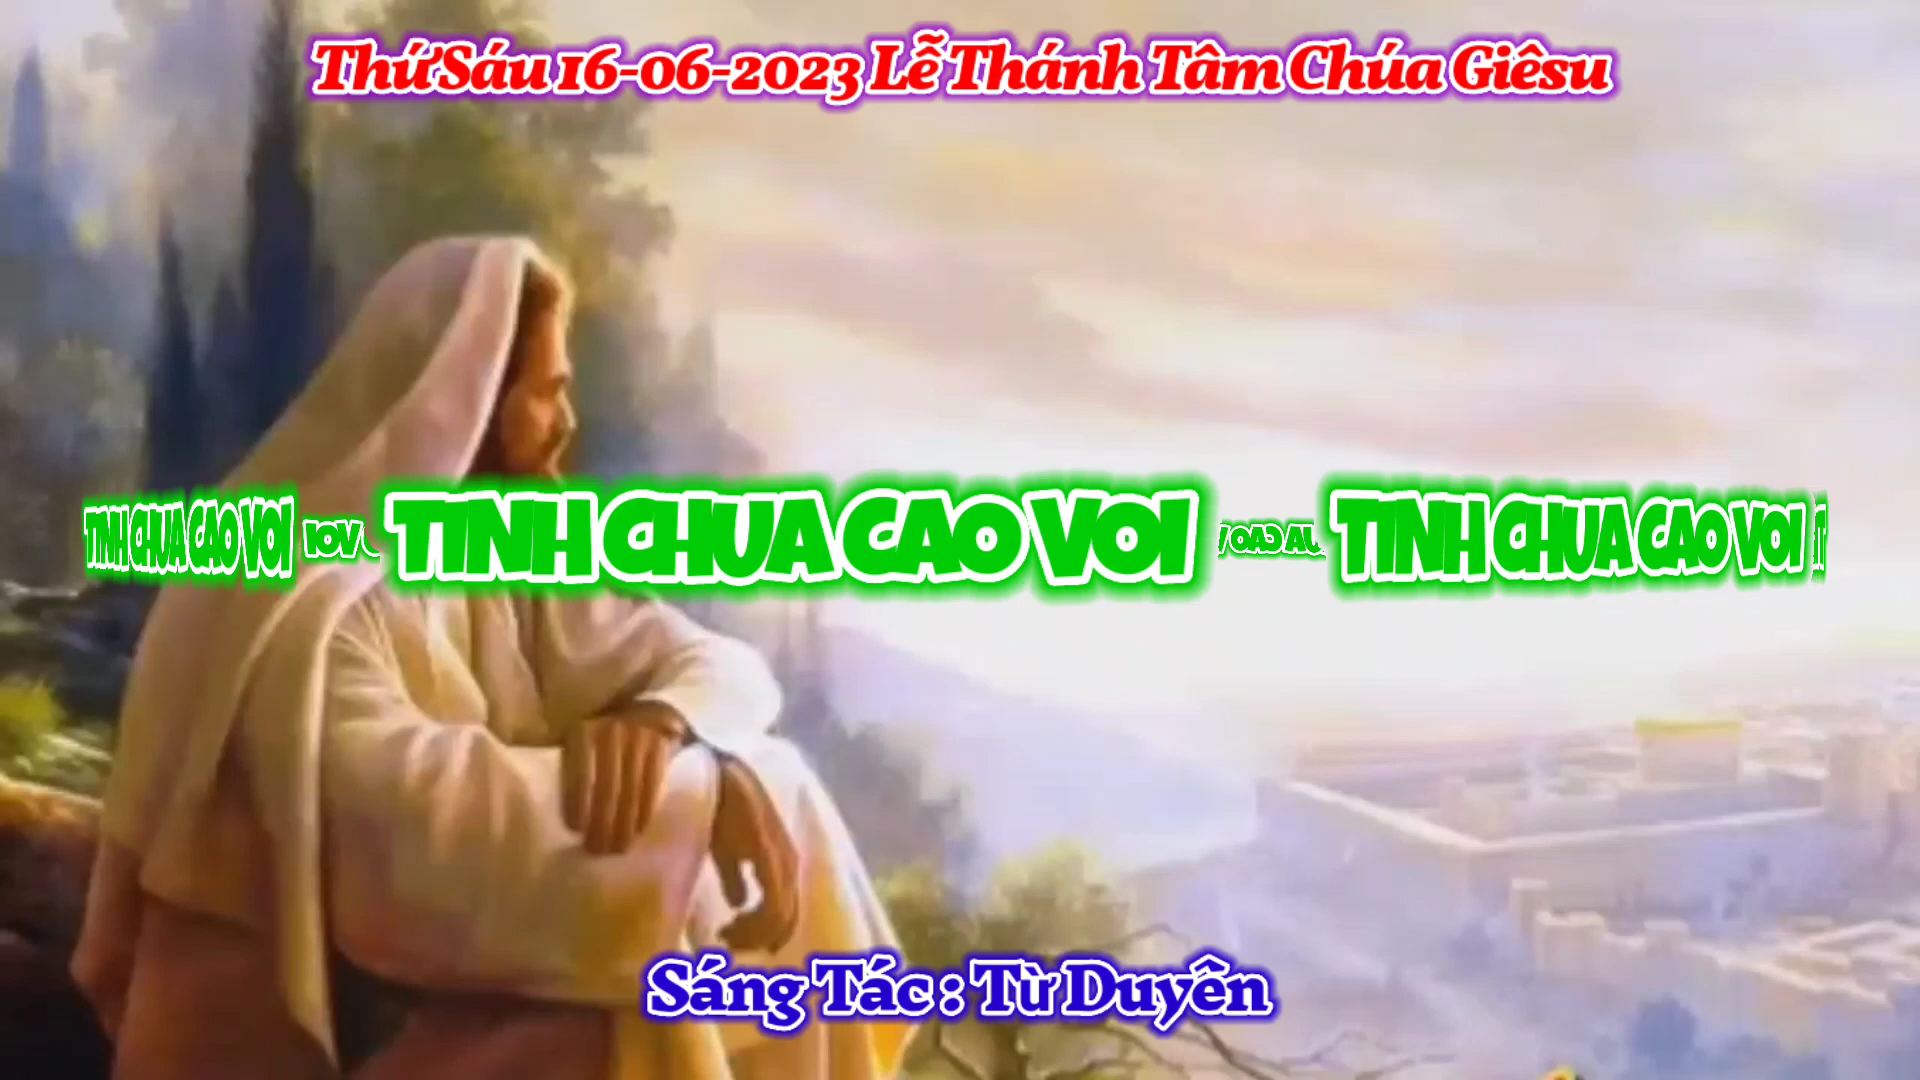 Thứ Sáu 16-06-2023 Lễ Thánh Tâm Chúa Giêsu
TINH CHUA CAO VOI TINH CHUA CAO VOI TINH CHUA CAO VOI
Sáng Tác : Từ Duyên